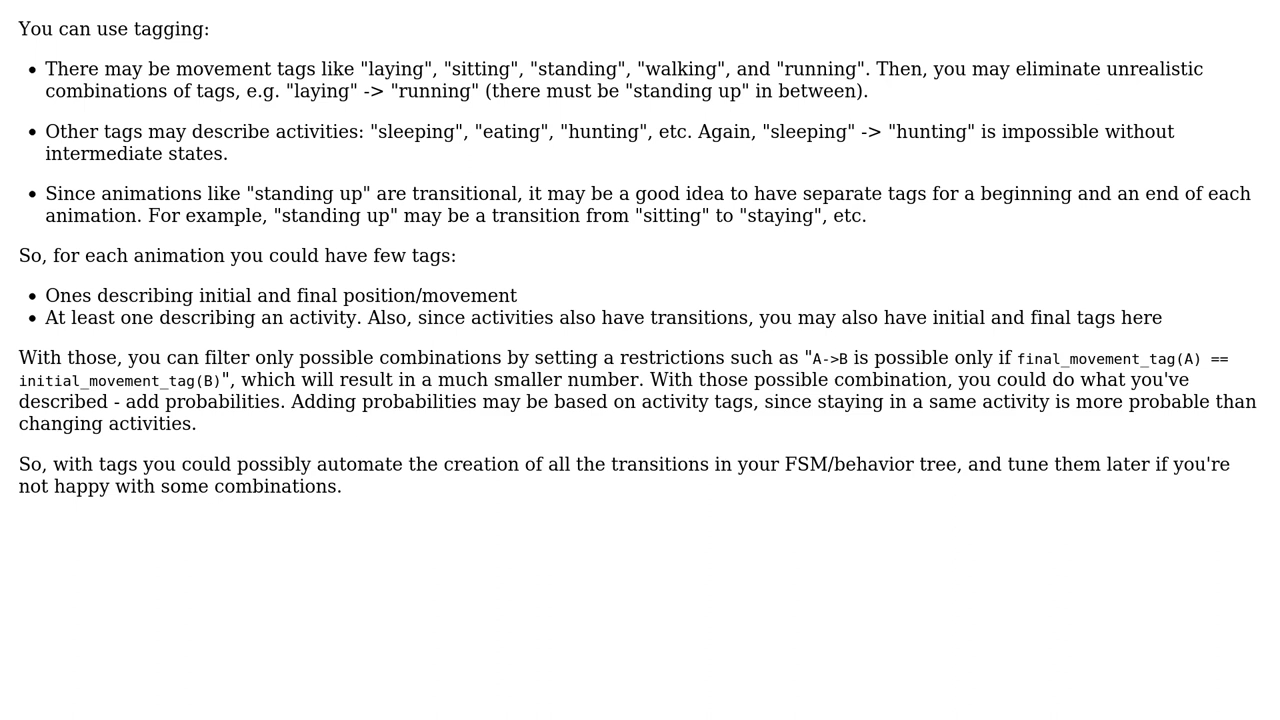 You can use tagging:
• There may be movement tags like "laying", "sitting", "standing", "walking", and "running". Then, you may eliminate unrealistic
combinations of tags, e.g. "laying" -> "running" (there must be "standing up" in between).
• Other tags may describe activities: "sleeping", "eating", "hunting", etc. Again, "sleeping" -> "hunting" is impossible without
intermediate states.
• Since animations like "standing up" are transitional, it may be a good idea to have separate tags for a beginning and an end of each
animation. For example, "standing up" may be a transition from "sitting" to "staying", etc.
So, for each animation you could have few tags:
• Ones describing initial and final position/movement
• At least one describing an activity. Also, since activities also have transitions, you may also have initial and final tags here
With those, you can filter only possible combinations by setting a restrictions such as "A->B is possible only if final_movement_tag(A) ==
initial_movement_tag(B)", which will result in a much smaller number. With those possible combination, you could do what you've
described - add probabilities. Adding probabilities may be based on activity tags, since staying in a same activity is more probable than
changing activities.
So, with tags you could possibly automate the creation of all the transitions in your FSM/behavior tree, and tune them later if you're
not happy with some combinations.